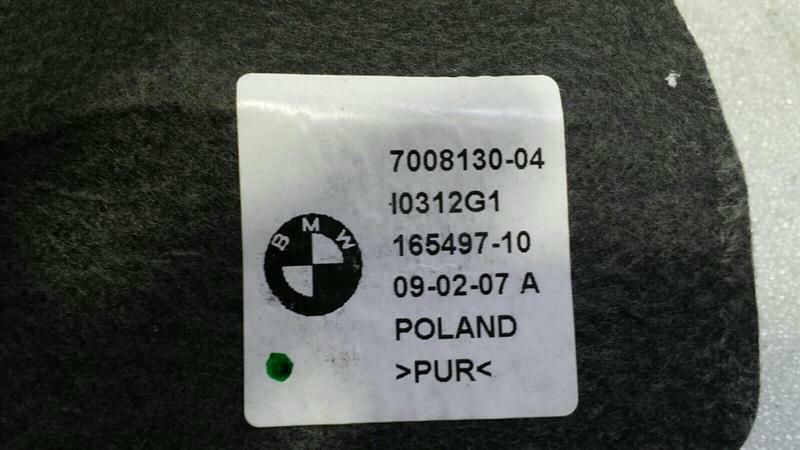 7008130-04
I0312G1
165497-10
09-02-07 A
BMW
POLAND
>PUR<